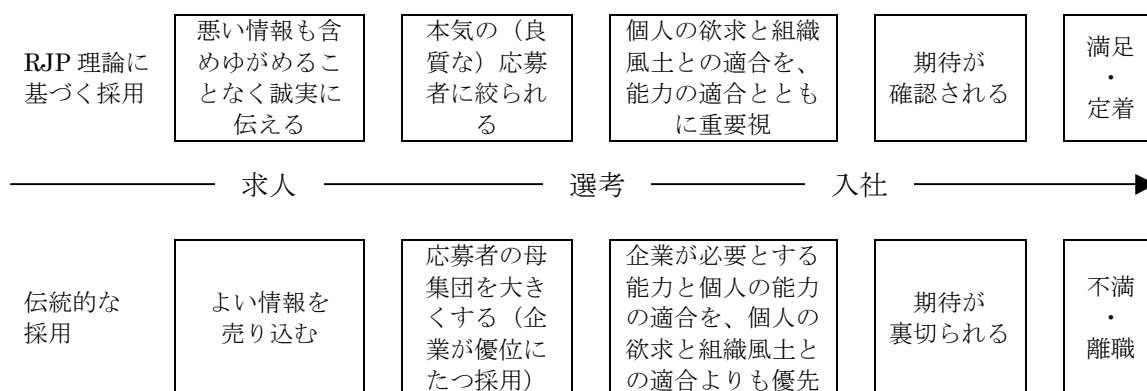 RJP 理論に
基づく採用
悪い情報も含
めゆがめるこ
となく誠実に
伝える
本気の（良
質な）応募
者に絞られ
る
個人の欲求と組織
風土との適合を、
能力の適合ととも
に重要視
期待が
確認される
満足
・
定着
求人
選考
入社
伝統的な
採用
よい情報を
売り込む
応募者の母
集団を大き
くする（企
業が優位に
たつ採用）
企業が必要とする
能力と個人の能力
の適合を、個人の
欲求と組織風土と
の適合よりも優先
期待が
裏切られる
不満
・
離職